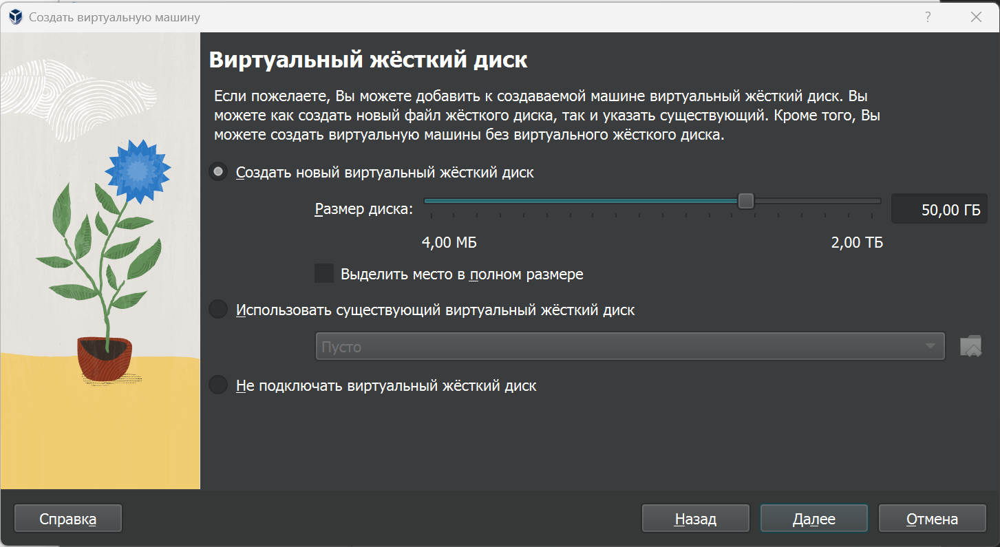 Создать виртуальную машину
?
Виртуальный жёсткий диск
Если пожелаете, Вы можете добавить к создаваемой машине виртуальный жёсткий диск. Вы
можете как создать новый файл жёсткого диска, так и указать существующий. Кроме того, Вы
можете создать виртуальную машины без виртуального жёсткого диска.
Создать новый виртуальный жёсткий диск
Размер диска:
50,00 ГБ
4,00 МБ
2,00 ТБ
Выделить место в полном размере
Использовать существующий виртуальный жёсткий диск
Пусто
Не подключать виртуальный жёсткий диск
Справка
Назад
Далее
Отмена